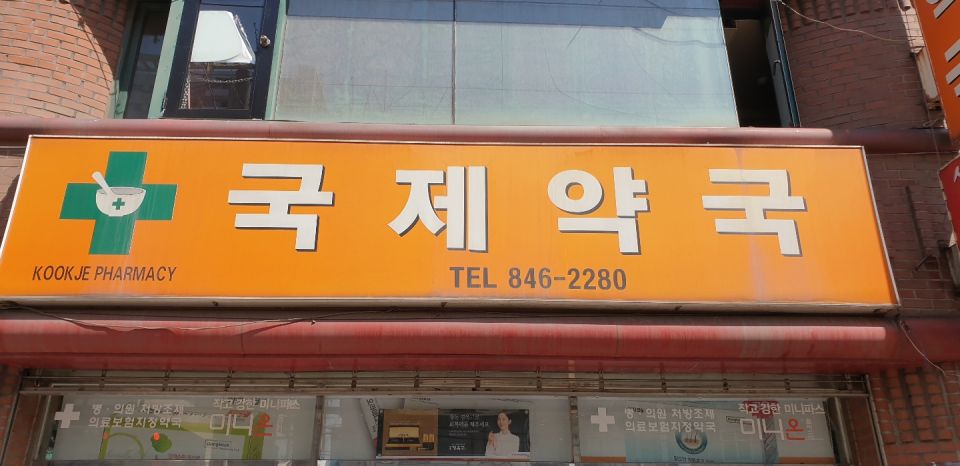 국제약국
KOOKJE PHARMACY
TEL 846-2280
병·의원 처방조제
의료보험지정약국
작고 강한 미니파스
미니온
병·의원 처방조제
의료보험지정약국
작고 강한 미니파스
미니온